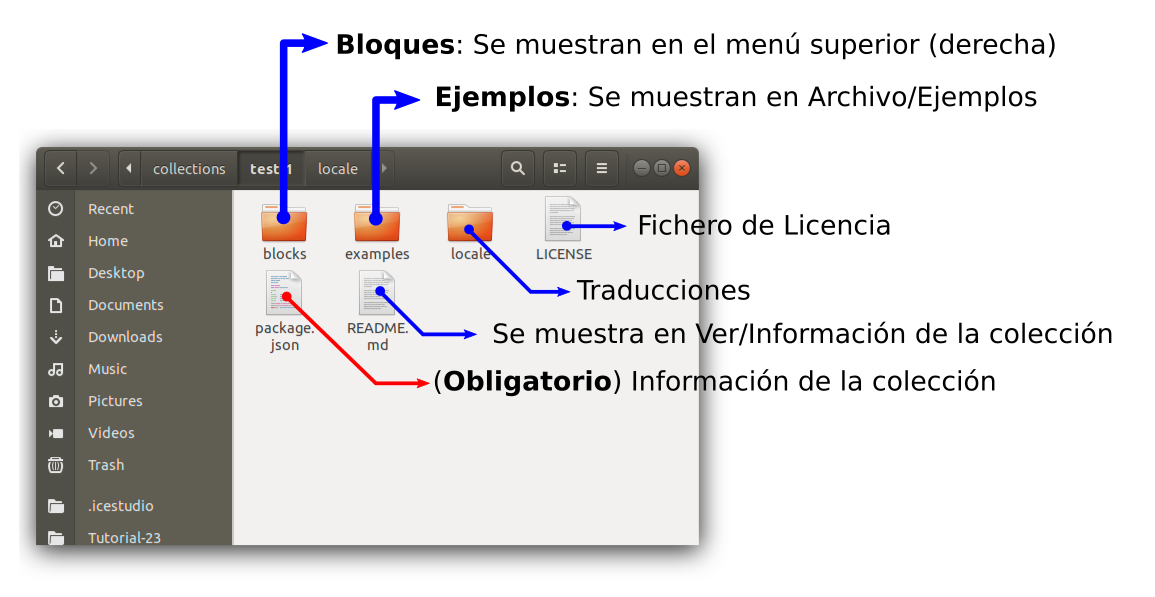 Bloques: Se muestran en el menú superior (derecha)
Ejemplos: Se muestran en Archivo/Ejemplos
collections
locale
Recent
Home
Desktop
Documents
Downloads
Music
Pictures
Videos
Trash
.icestudio
Tutorial-23
blocks
examples
locale
LICENSE
Fichero de Licencia
Traducciones
package.
json
README.
md
Se muestra en Ver/Información de la colección
(Obligatorio) Información de la colección